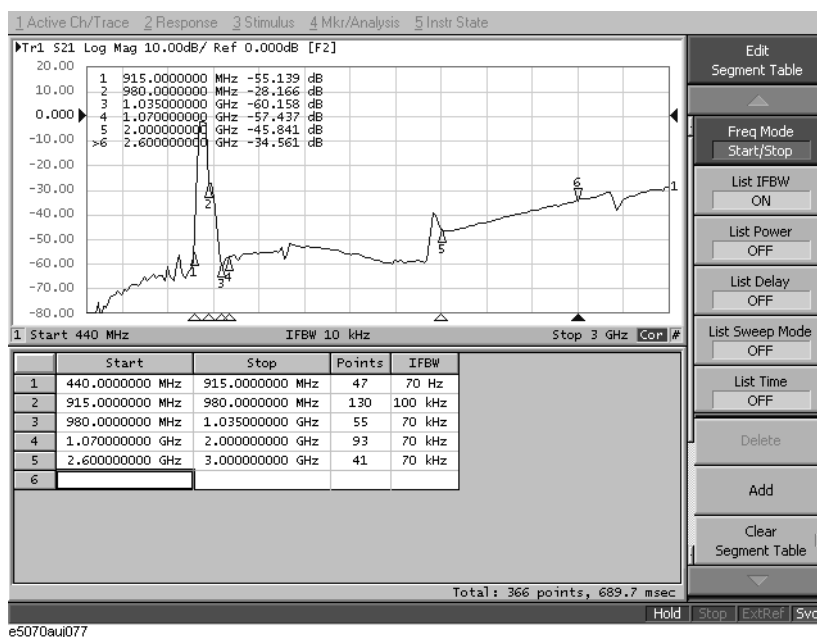 1 Active Ch/Trace 2 Response 3 Stimulus 4 Mkr/Analysis 5 Instr State
Tr1 S21 Log Mag 10.00dB/ Ref 0.000dB [F2]
20.00
10.00
0.000
-10.00
-20.00
-30.00
-40.00
-50.00
-60.00
-70.00
-80.00
1 915.0000000 MHz -55.139 dB
2 980.0000000 MHz -28.166 dB
3 1.035000000 GHz -60.158 dB
4 1.070000000 GHz -57.437 dB
5 2.000000000 GHz -45.841 dB
>6 2.600000000 GHz -34.561 dB
1
2
3
4
5
6
1
1 Start 440 MHz IFBW 10 kHz Stop 3 GHz Cor #
Start Stop Points IFBW
1 440.0000000 MHz 915.0000000 MHz 47 70 Hz
2 915.0000000 MHz 980.0000000 MHz 130 100 kHz
3 980.0000000 MHz 1.035000000 GHz 55 70 kHz
4 1.070000000 GHz 2.000000000 GHz 93 70 kHz
5 2.600000000 GHz 3.000000000 GHz 41 70 kHz
6
Total: 366 points, 689.7 msec
Edit
Segment Table
Freq Mode
Start/Stop
List IFBW
ON
List Power
OFF
List Delay
OFF
List Sweep Mode
OFF
List Time
OFF
Delete
Add
Clear
Segment Table
Hold Stop ExtRef Svc
e5070aui077